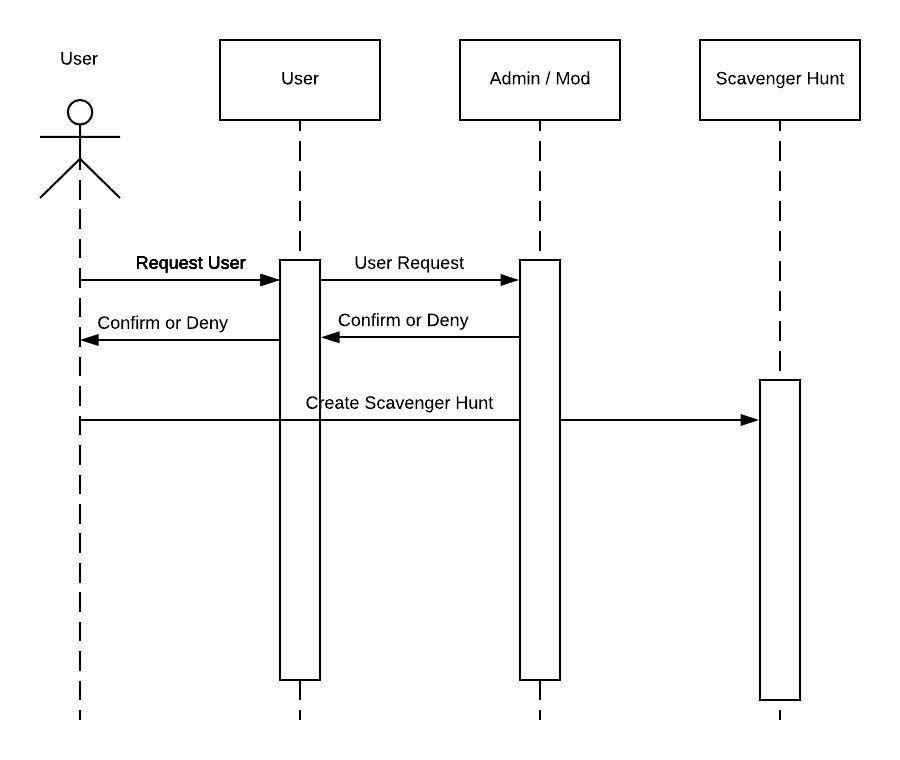 User
User
Admin / Mod
Scavenger Hunt
Request User
User Request
Confirm or Deny
Confirm or Deny
Create Scavenger Hunt